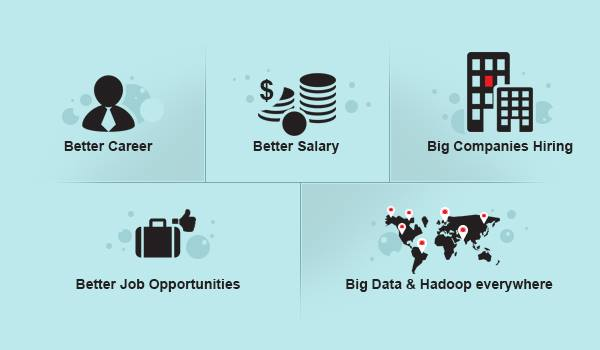 $
Better Career
Better Salary
Big Companies Hiring
Better Job Opportunities
Big Data & Hadoop everywhere